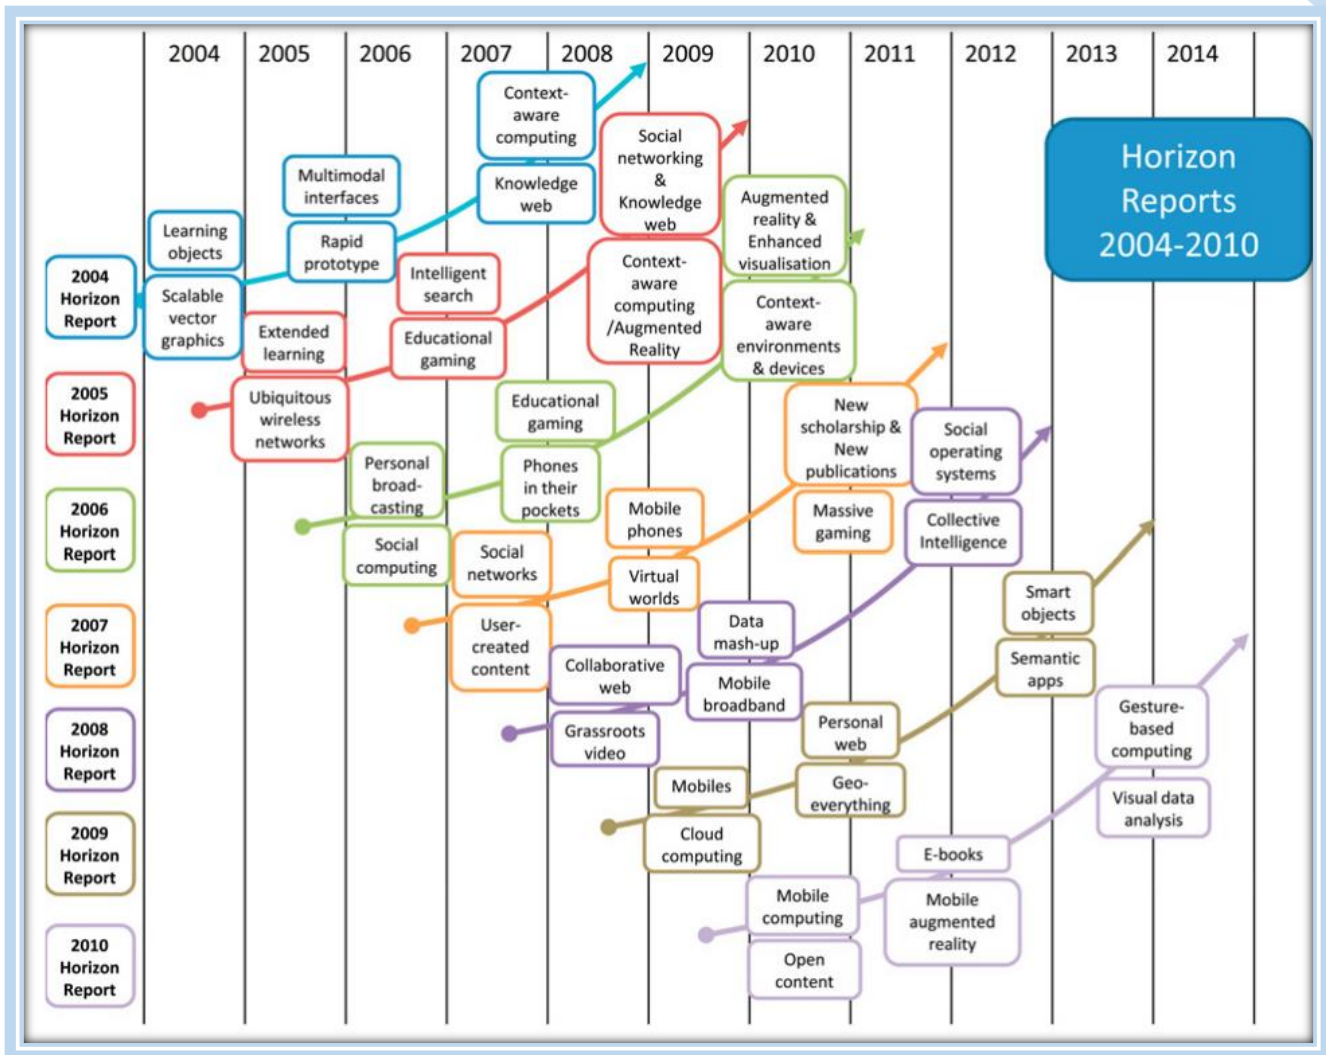 2004 2005 2006 2007 2008 2009 2010 2011 2012 2013 2014
Horizon
Reports
2004-2010
2004
Horizon
Report
Learning
objects
Scalable
vector
graphics
Multimodal
interfaces
Rapid
prototype
Context-
aware
computing
Knowledge
web
2005
Horizon
Report
Extended
learning
Ubiquitous
wireless
networks
Intelligent
search
Educational
gaming
Social
networking
&
Knowledge
web
Context-
aware
computing
/Augmented
Reality
2006
Horizon
Report
Personal
broad-
casting
Social
computing
Educational
gaming
Phones
in their
pockets
Augmented
reality &
Enhanced
visualisation
Context-
aware
environments
& devices
2007
Horizon
Report
Social
networks
User-
created
content
Mobile
phones
Virtual
worlds
New
scholarship &
New
publications
Massive
gaming
2008
Horizon
Report
Collaborative
web
Grassroots
video
Data
mash-up
Mobile
broadband
Social
operating
systems
Collective
Intelligence
2009
Horizon
Report
Mobiles
Cloud
computing
Personal
web
Geo-
everything
Smart
objects
Semantic
apps
2010
Horizon
Report
Mobile
computing
Open
content
E-books
Mobile
augmented
reality
Gesture-
based
computing
Visual data
analysis